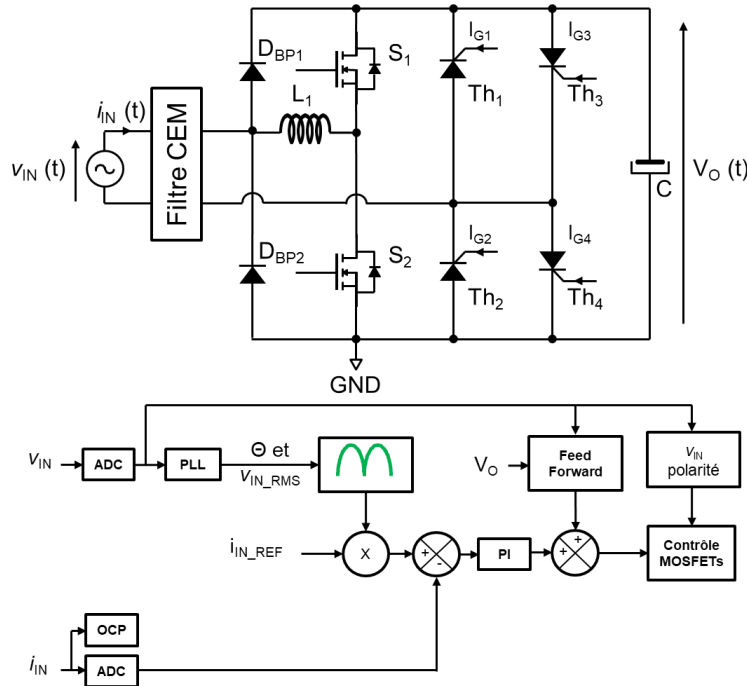 I_G1
I_G3
D_BP1
S_1
L_1
Th_1
Th_3
i_IN (t)
v_IN (t)
Filtre CEM
C
V_O (t)
I_G2
I_G4
D_BP2
S_2
Th_2
Th_4
GND
v_IN
ADC
PLL
Θ et
v_IN_RMS
V_O
Feed
Forward
v_IN
polarité
i_IN_REF
X
+
-
PI
+
+
Contrôle
MOSFETs
OCP
i_IN
ADC